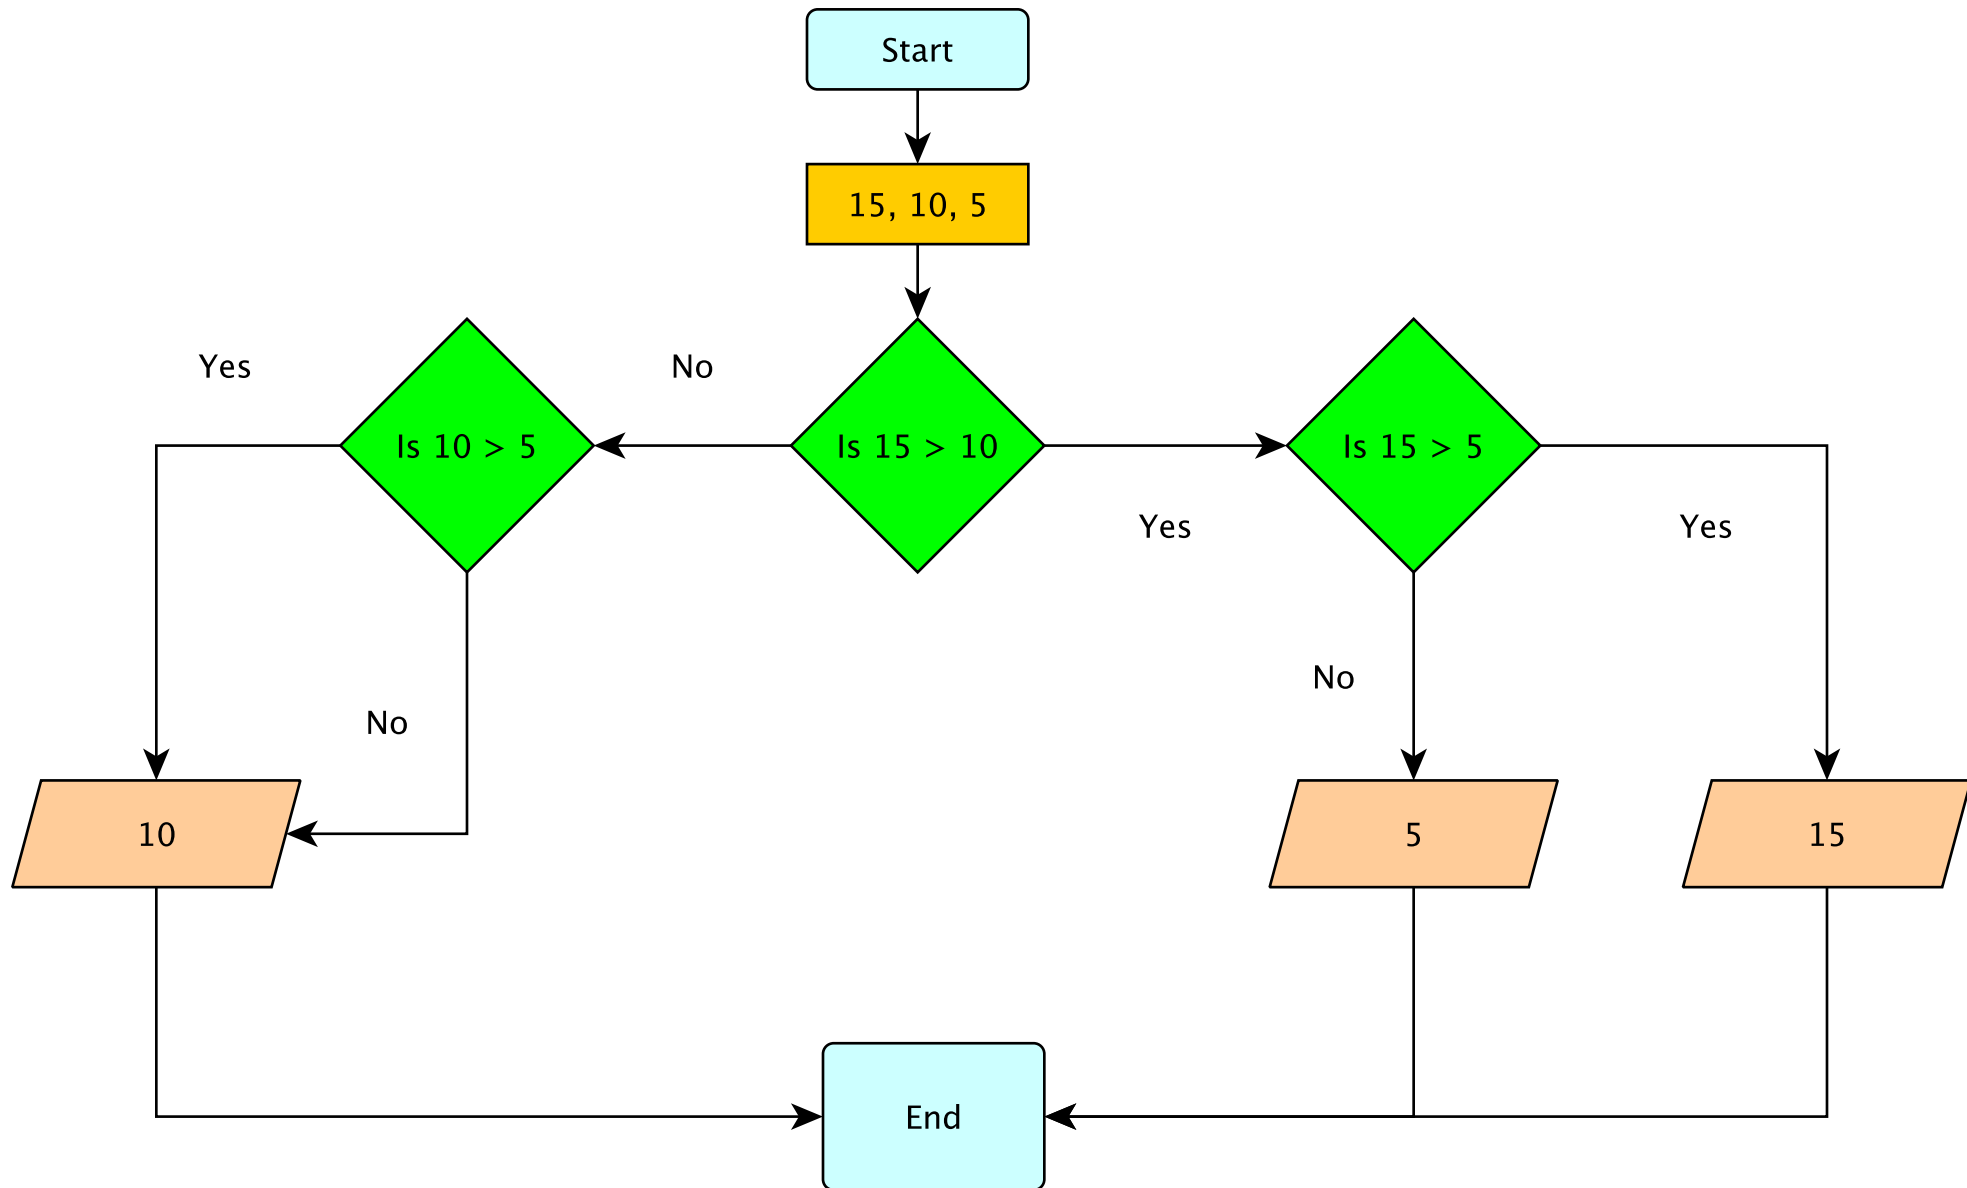 Start
15, 10, 5
Yes
No
Is 10 > 5
Is 15 > 10
Is 15 > 5
Yes
Yes
No
No
10
5
15
End